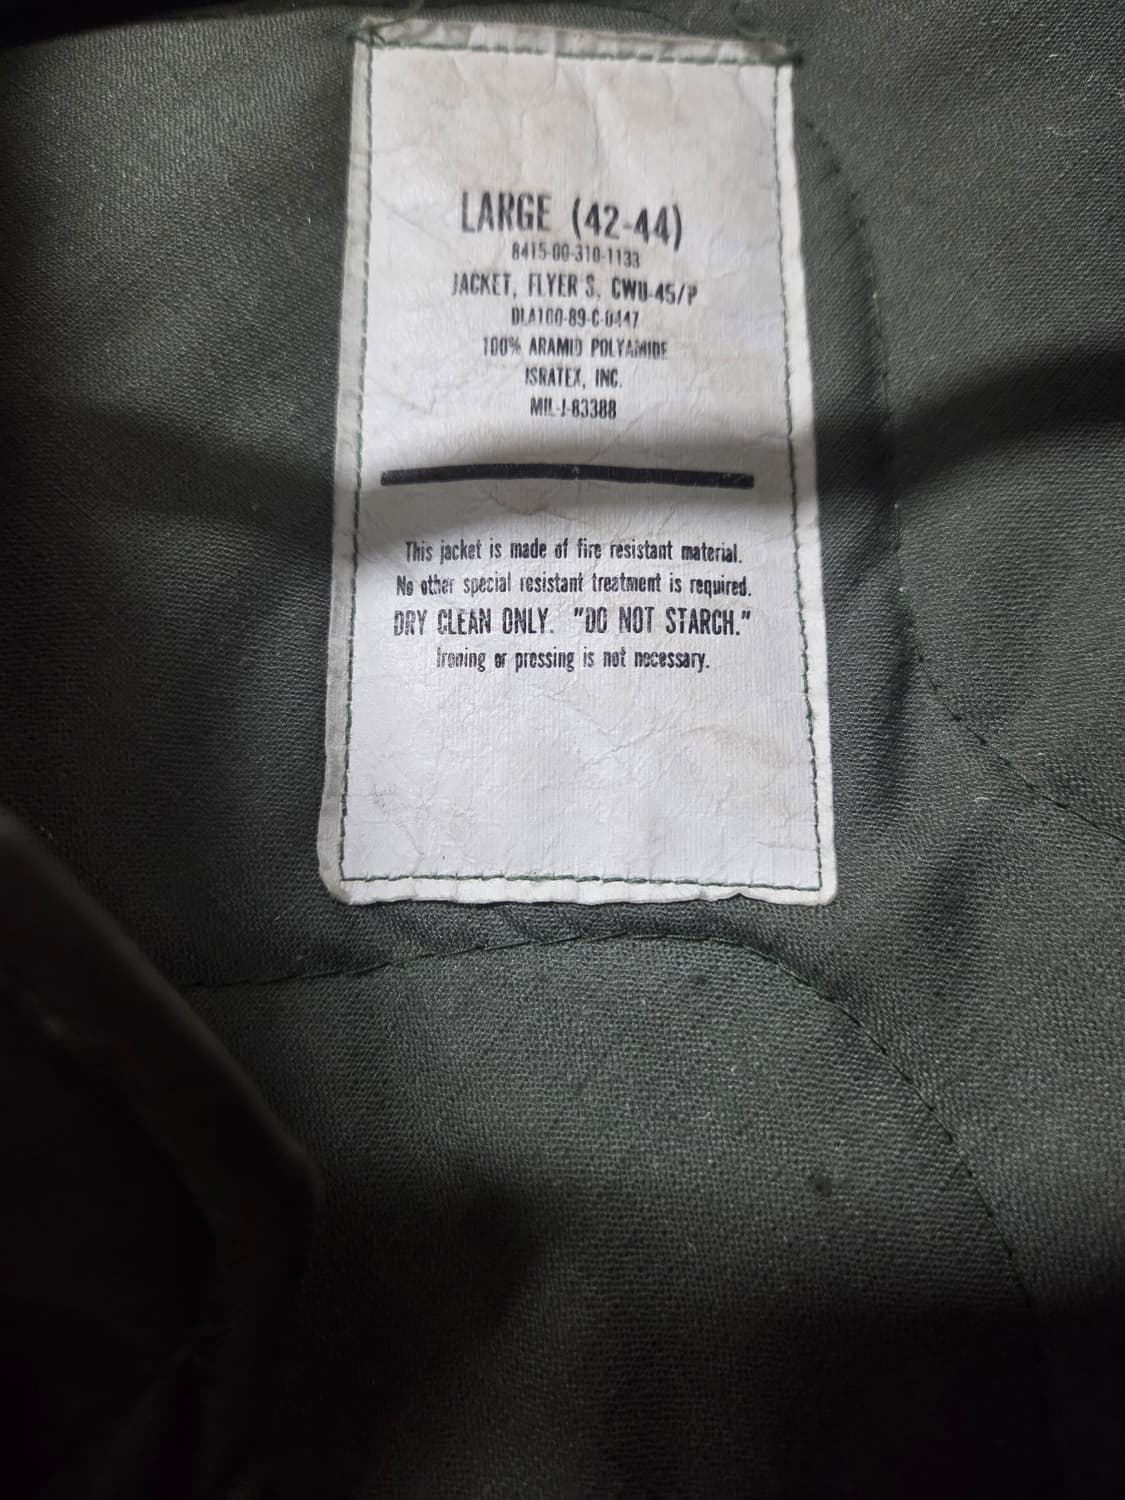 LARGE (42-44)
8415-00-310-1133
JACKET, FLYER'S, CWU-45/P
DLA100-89-C-0447
100% ARAMID POLYAMIDE
ISRATEX, INC.
MIL-J-83388
This jacket is made of fire resistant material.
No other special resistant treatment is required.
DRY CLEAN ONLY. "DO NOT STARCH."
Ironing or pressing is not necessary.